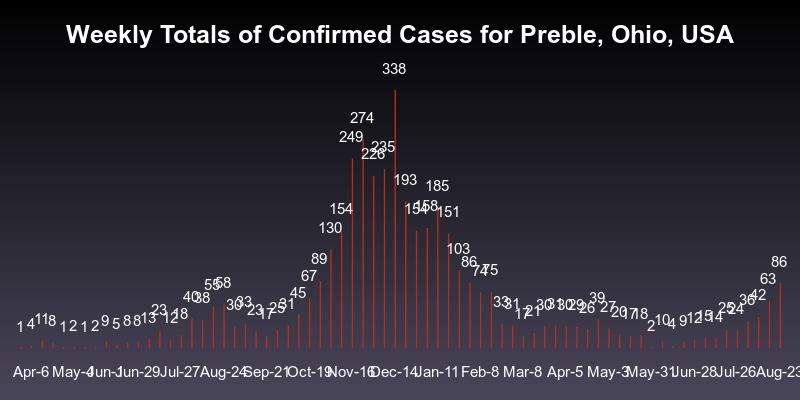 Weekly Totals of Confirmed Cases for Preble, Ohio, USA
338
274
249
235
226
193
185
154 154 158 151
130
103
89 86 86
67 74 75 63
55 58
45 42
40 38 39
30 33 31 33 31 30 31 30 29 26 27 30
23 23 25 21 20 25 24
18 17 17 17 18
11 13 12 10 12 15 14
1 4 8 1 2 1 2 9 5 8 8 2 4 9
Apr-6 May-4 Jun-1 Jun-29 Jul-27 Aug-24 Sep-21 Oct-19 Nov-16 Dec-14 Jan-11 Feb-8 Mar-8 Apr-5 May-3 May-31 Jun-28 Jul-26 Aug-23